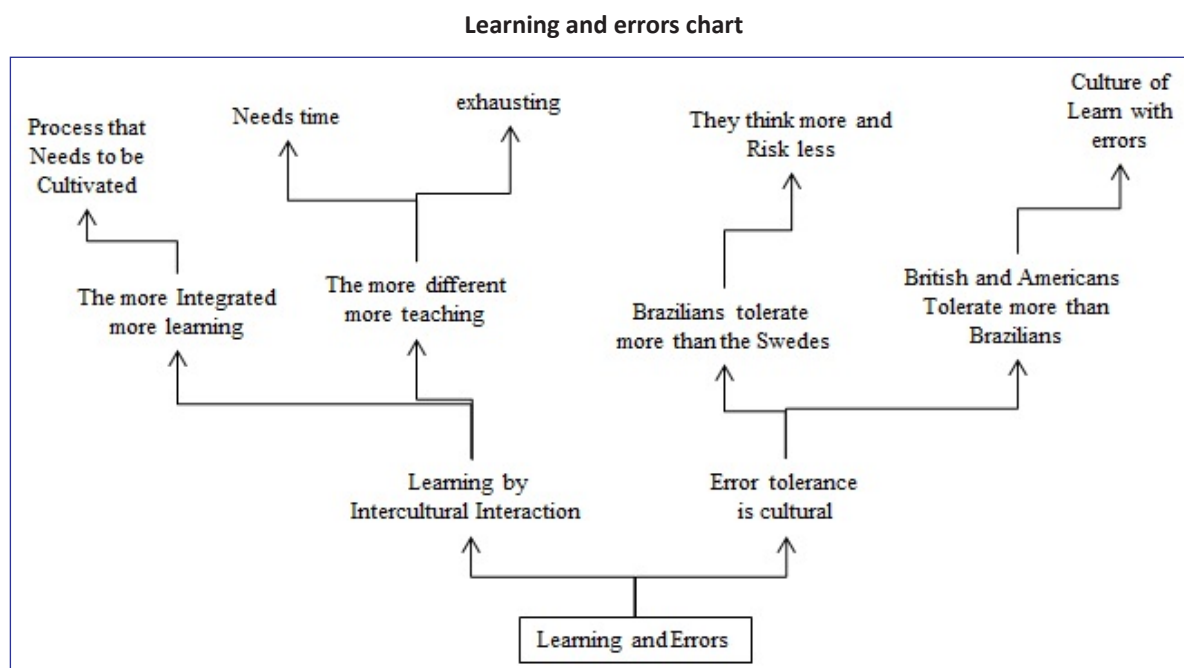 Learning and errors chart
Process that
Needs to be
Cultivated
Needs time
exhausting
They think more and
Risk less
Culture of
Learn with
errors
The more Integrated
more learning
The more different
more teaching
Brazilians tolerate
more than the Swedes
British and Americans
Tolerate more than
Brazilians
Learning by
Intercultural Interaction
Error tolerance
is cultural
Learning and Errors